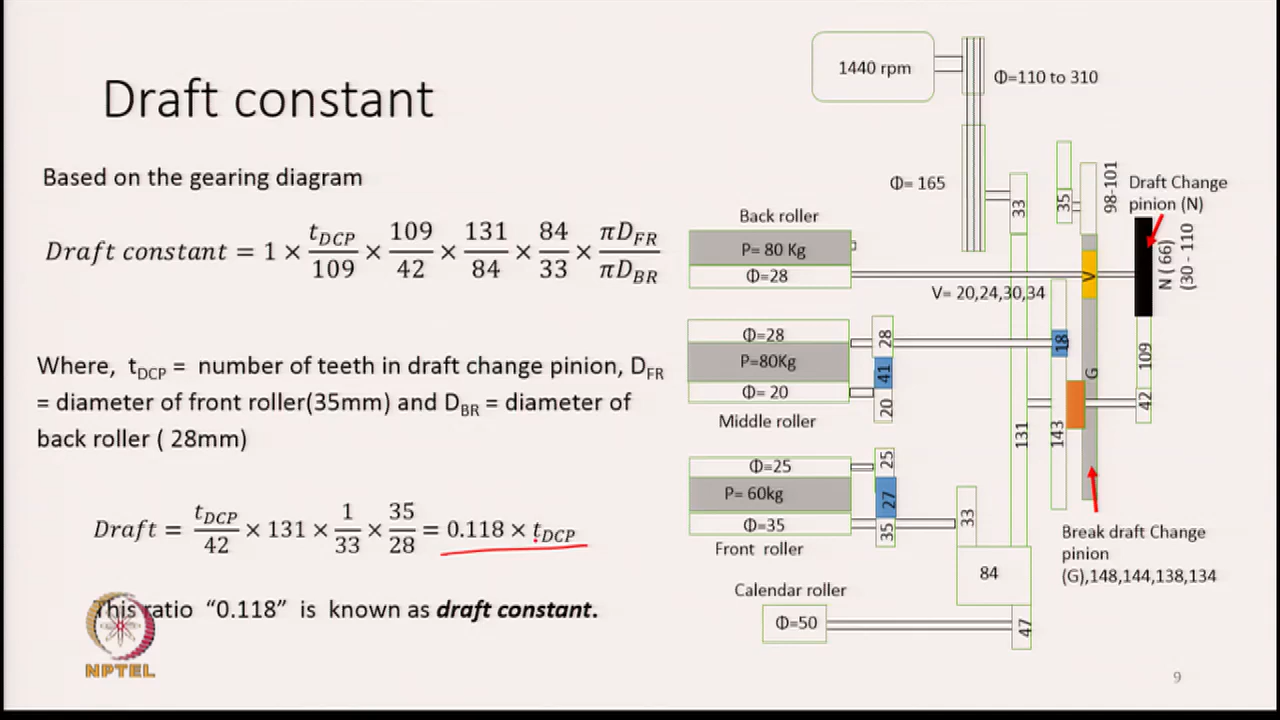 Draft constant
Based on the gearing diagram
Draft constant = 1 × t_DCP/109 × 109/42 × 131/84 × 84/33 × πD_FR/πD_BR
Where, t_DCP = number of teeth in draft change pinion, D_FR
= diameter of front roller(35mm) and D_BR = diameter of
back roller ( 28mm)
Draft = t_DCP/42 × 131 × 1/33 × 35/28 = 0.118 × t_DCP
This ratio "0.118" is known as draft constant.
NPTEL
1440 rpm
Φ=110 to 310
Φ= 165
33
35
98-101
Draft Change
pinion (N)
N ( 66)
(30 - 110
Back roller
P= 80 Kg
Φ=28
V
V= 20,24,30,34
Φ=28
P=80Kg
Φ= 20
Middle roller
28
41
20
18
G
109
42
131
143
Φ=25
P= 60kg
Φ=35
Front roller
25
27
35
33
Break draft Change
pinion
(G),148,144,138,134
84
Calendar roller
Φ=50
47
9